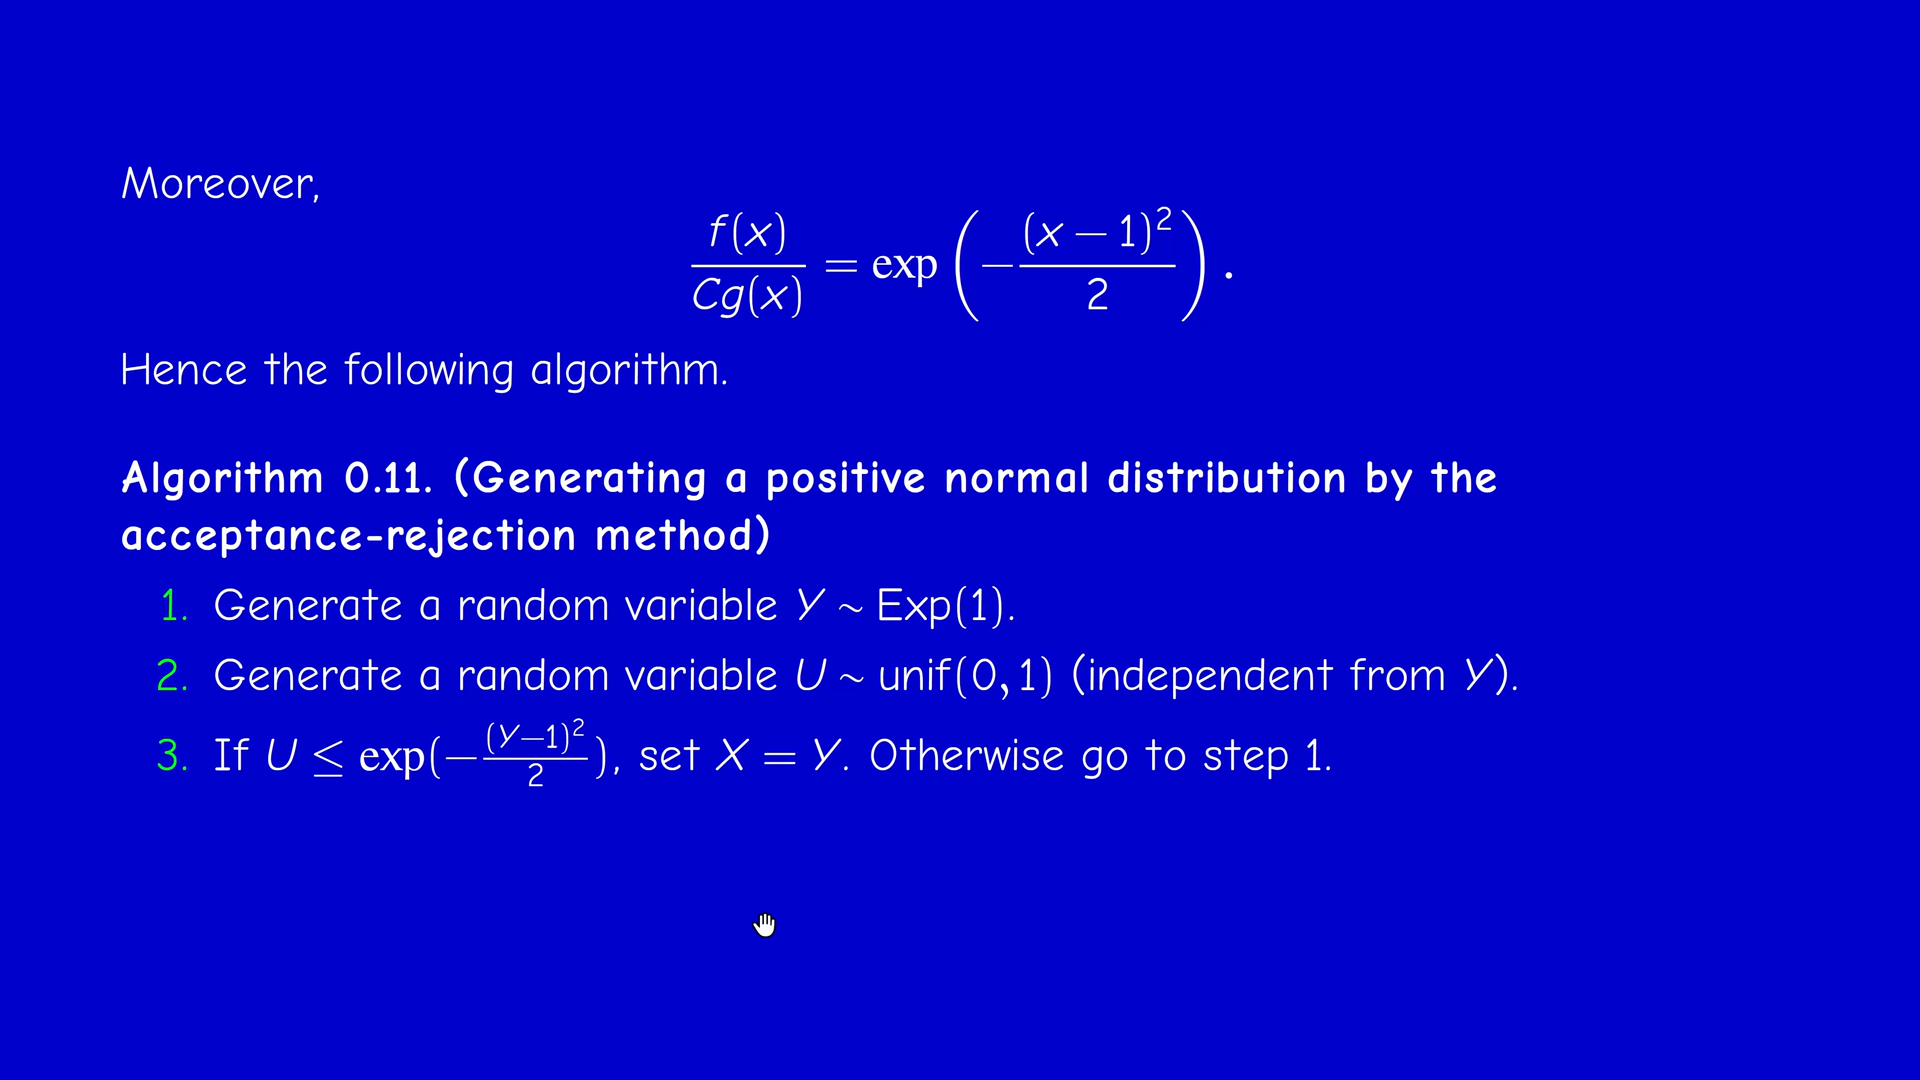 Moreover,
f(x)/Cg(x) = exp(−(x − 1)²/2).
Hence the following algorithm.
Algorithm 0.11. (Generating a positive normal distribution by the
acceptance-rejection method)
1. Generate a random variable Y ~ Exp(1).
2. Generate a random variable U ~ unif(0, 1) (independent from Y).
3. If U ≤ exp(−(Y−1)²/2), set X = Y. Otherwise go to step 1.